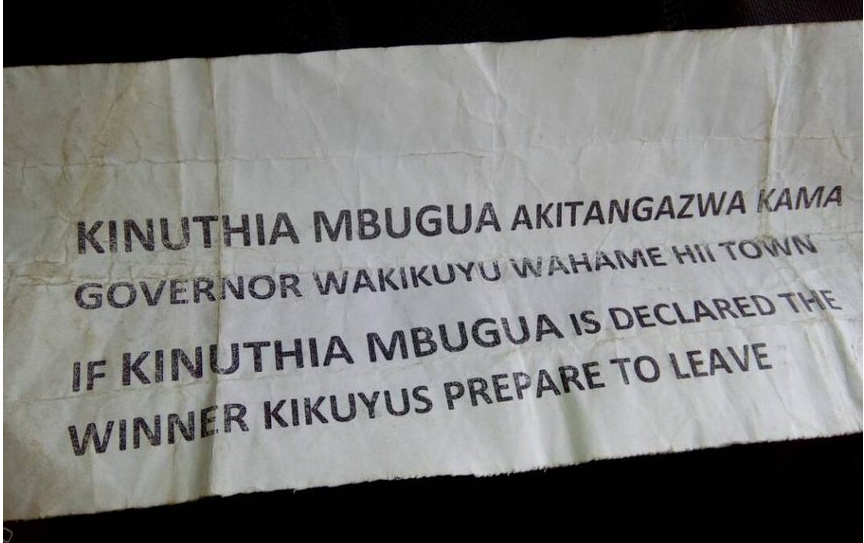 KINUTHIA MBUGUA AKITANGAZWA KAMA
GOVERNOR WAKIKUYU WAHAME HII TOWN
IF KINUTHIA MBUGUA IS DECLARED THE
WINNER KIKUYUS PREPARE TO LEAVE